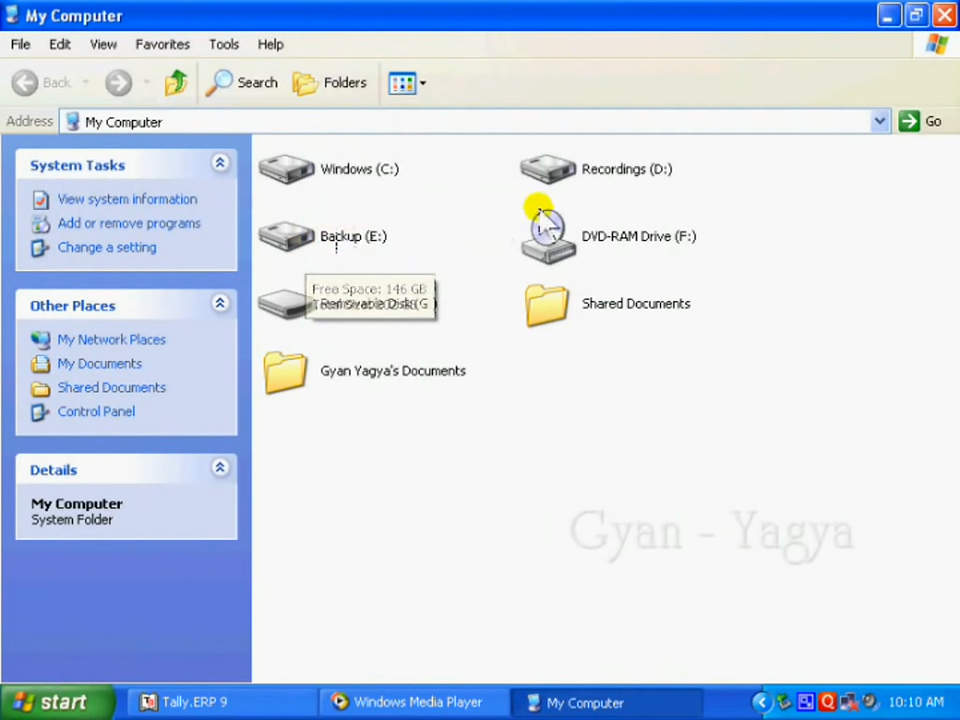 My Computer
File Edit View Favorites Tools Help
Back Search Folders
Address My Computer Go
System Tasks
View system information
Add or remove programs
Change a setting
Other Places
My Network Places
My Documents
Shared Documents
Control Panel
Details
My Computer
System Folder
Windows (C:)
Recordings (D:)
Backup (E:)
DVD-RAM Drive (F:)
Free Space: 146 GB
Removable Disk (G
Shared Documents
Gyan Yagya's Documents
Gyan - Yagya
start Tally.ERP 9 Windows Media Player My Computer 10:10 AM